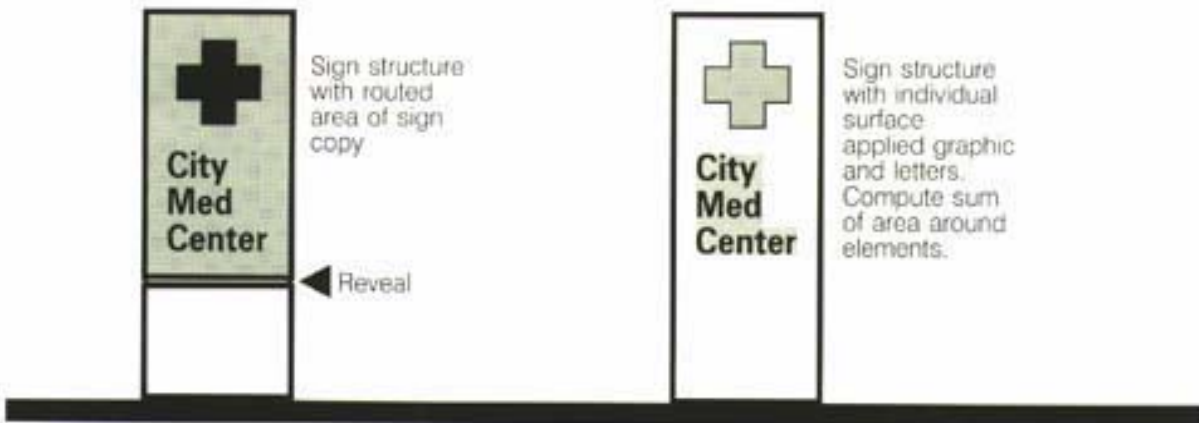 City
Med
Center
Sign structure
with routed
area of sign
copy
Reveal
City
Med
Center
Sign structure
with individual
surface
applied graphic
and letters.
Compute sum
of area around
elements.